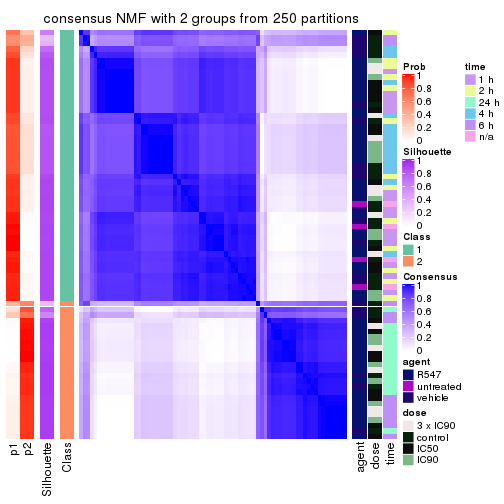 consensus NMF with 2 groups from 250 partitions
p1
p2
Silhouette
Class
agent
dose
time
Prob
1
0.8
0.6
0.4
0.2
0
Silhouette
1
0.8
0.6
0.4
0.2
0
Class
1
2
Consensus
1
0.8
0.6
0.4
0.2
0
agent
R547
untreated
vehicle
dose
3 x IC90
control
IC50
IC90
time
1 h
2 h
24 h
4 h
6 h
n/a